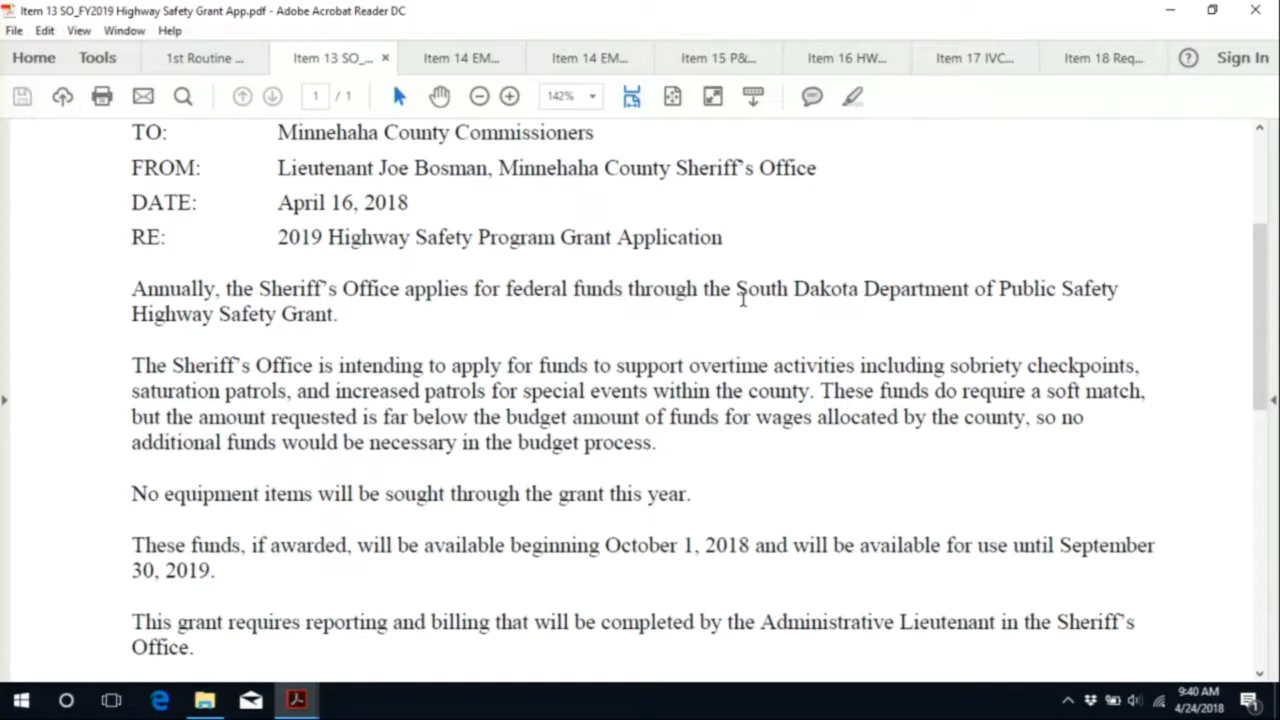 Item 13 SO_FY2019 Highway Safety Grant App.pdf - Adobe Acrobat Reader DC
File Edit View Window Help
Home Tools 1st Routine ... Item 13 SO_... × Item 14 EM... Item 14 EM... Item 15 P&... Item 16 HW... Item 17 IVC... Item 18 Req... ? Sign In
1 / 1 142%
TO: Minnehaha County Commissioners
FROM: Lieutenant Joe Bosman, Minnehaha County Sheriff's Office
DATE: April 16, 2018
RE: 2019 Highway Safety Program Grant Application
Annually, the Sheriff's Office applies for federal funds through the South Dakota Department of Public Safety
Highway Safety Grant.
The Sheriff's Office is intending to apply for funds to support overtime activities including sobriety checkpoints,
saturation patrols, and increased patrols for special events within the county. These funds do require a soft match,
but the amount requested is far below the budget amount of funds for wages allocated by the county, so no
additional funds would be necessary in the budget process.
No equipment items will be sought through the grant this year.
These funds, if awarded, will be available beginning October 1, 2018 and will be available for use until September
30, 2019.
This grant requires reporting and billing that will be completed by the Administrative Lieutenant in the Sheriff's
Office.
9:40 AM
4/24/2018
1